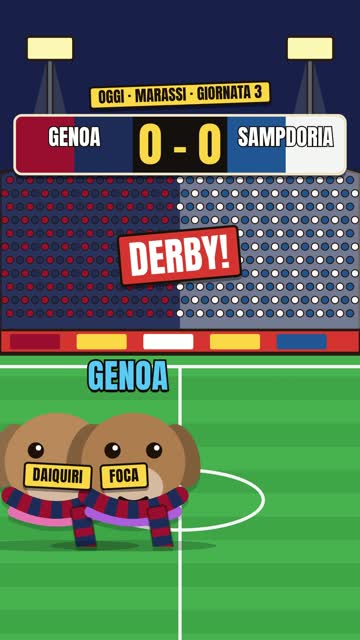 OGGI · MARASSI · GIORNATA 3
GENOA 0 - 0 SAMPDORIA
DERBY!
GENOA
DAIQUIRI FOCA